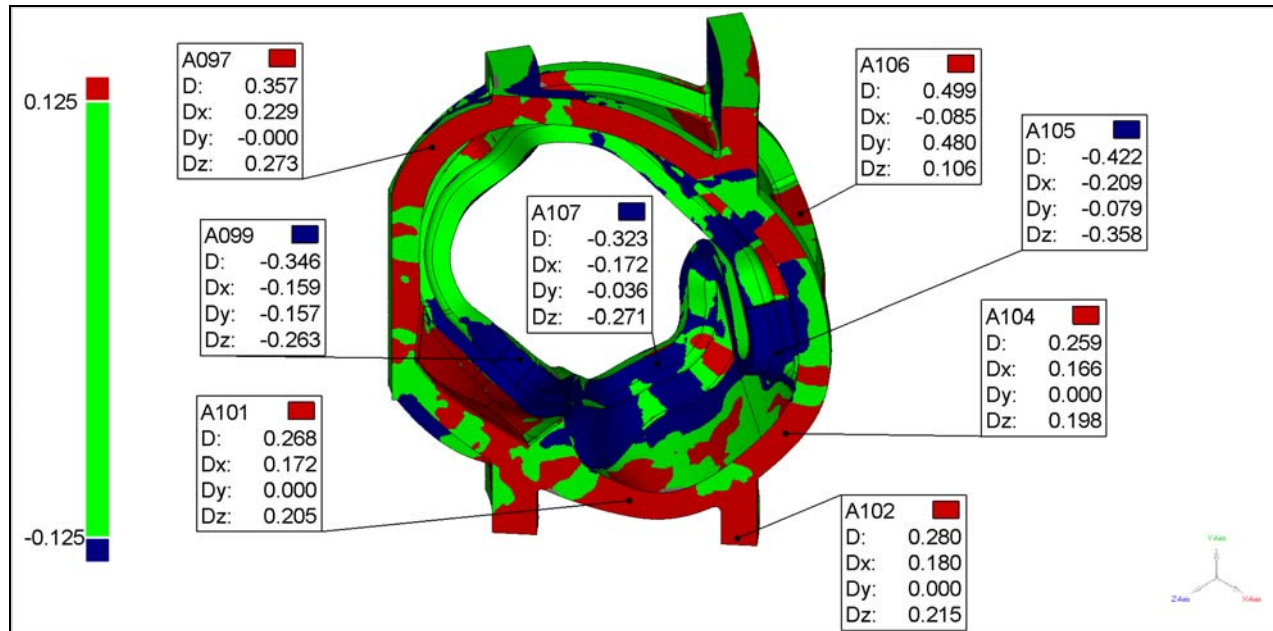 0.125
-0.125
A097
D: 0.357
Dx: 0.229
Dy: -0.000
Dz: 0.273
A106
D: 0.499
Dx: -0.085
Dy: 0.480
Dz: 0.106
A105
D: -0.422
Dx: -0.209
Dy: -0.079
Dz: -0.358
A099
D: -0.346
Dx: -0.159
Dy: -0.157
Dz: -0.263
A107
D: -0.323
Dx: -0.172
Dy: -0.036
Dz: -0.271
A104
D: 0.259
Dx: 0.166
Dy: 0.000
Dz: 0.198
A101
D: 0.268
Dx: 0.172
Dy: 0.000
Dz: 0.205
A102
D: 0.280
Dx: 0.180
Dy: 0.000
Dz: 0.215
Y-Axis
Z-Axis
X-Axis